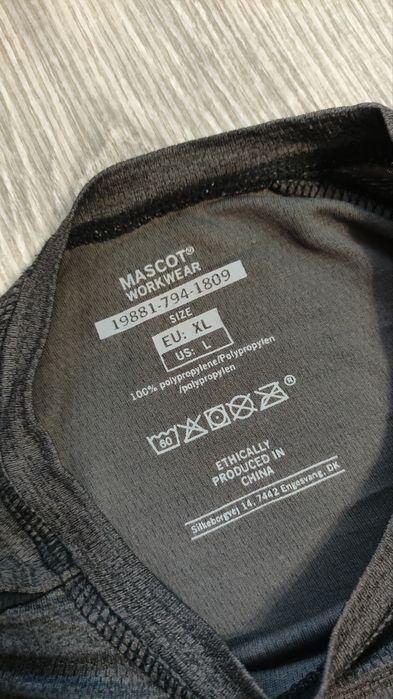 MASCOT®
WORKWEAR
19881-794-1809
SIZE
EU: XL
US: L
100% polypropylene/Polypropylen
/polypropylen
60
®
ETHICALLY
PRODUCED IN
CHINA
Silkeborgvej 14, 7442 Engesvang, DK